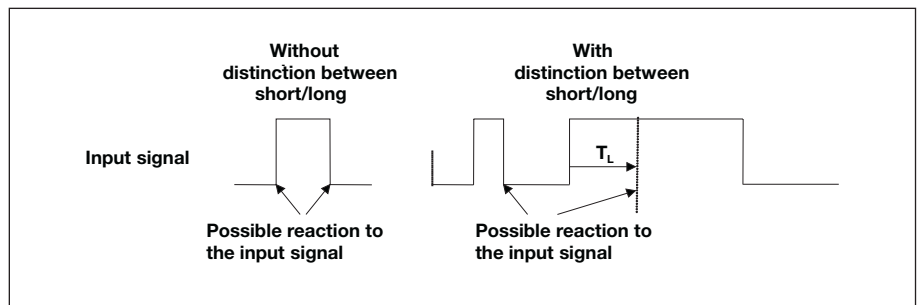 Without
distinction between
short/long
With
distinction between
short/long
Input signal
T_L
Possible reaction to
the input signal
Possible reaction to
the input signal